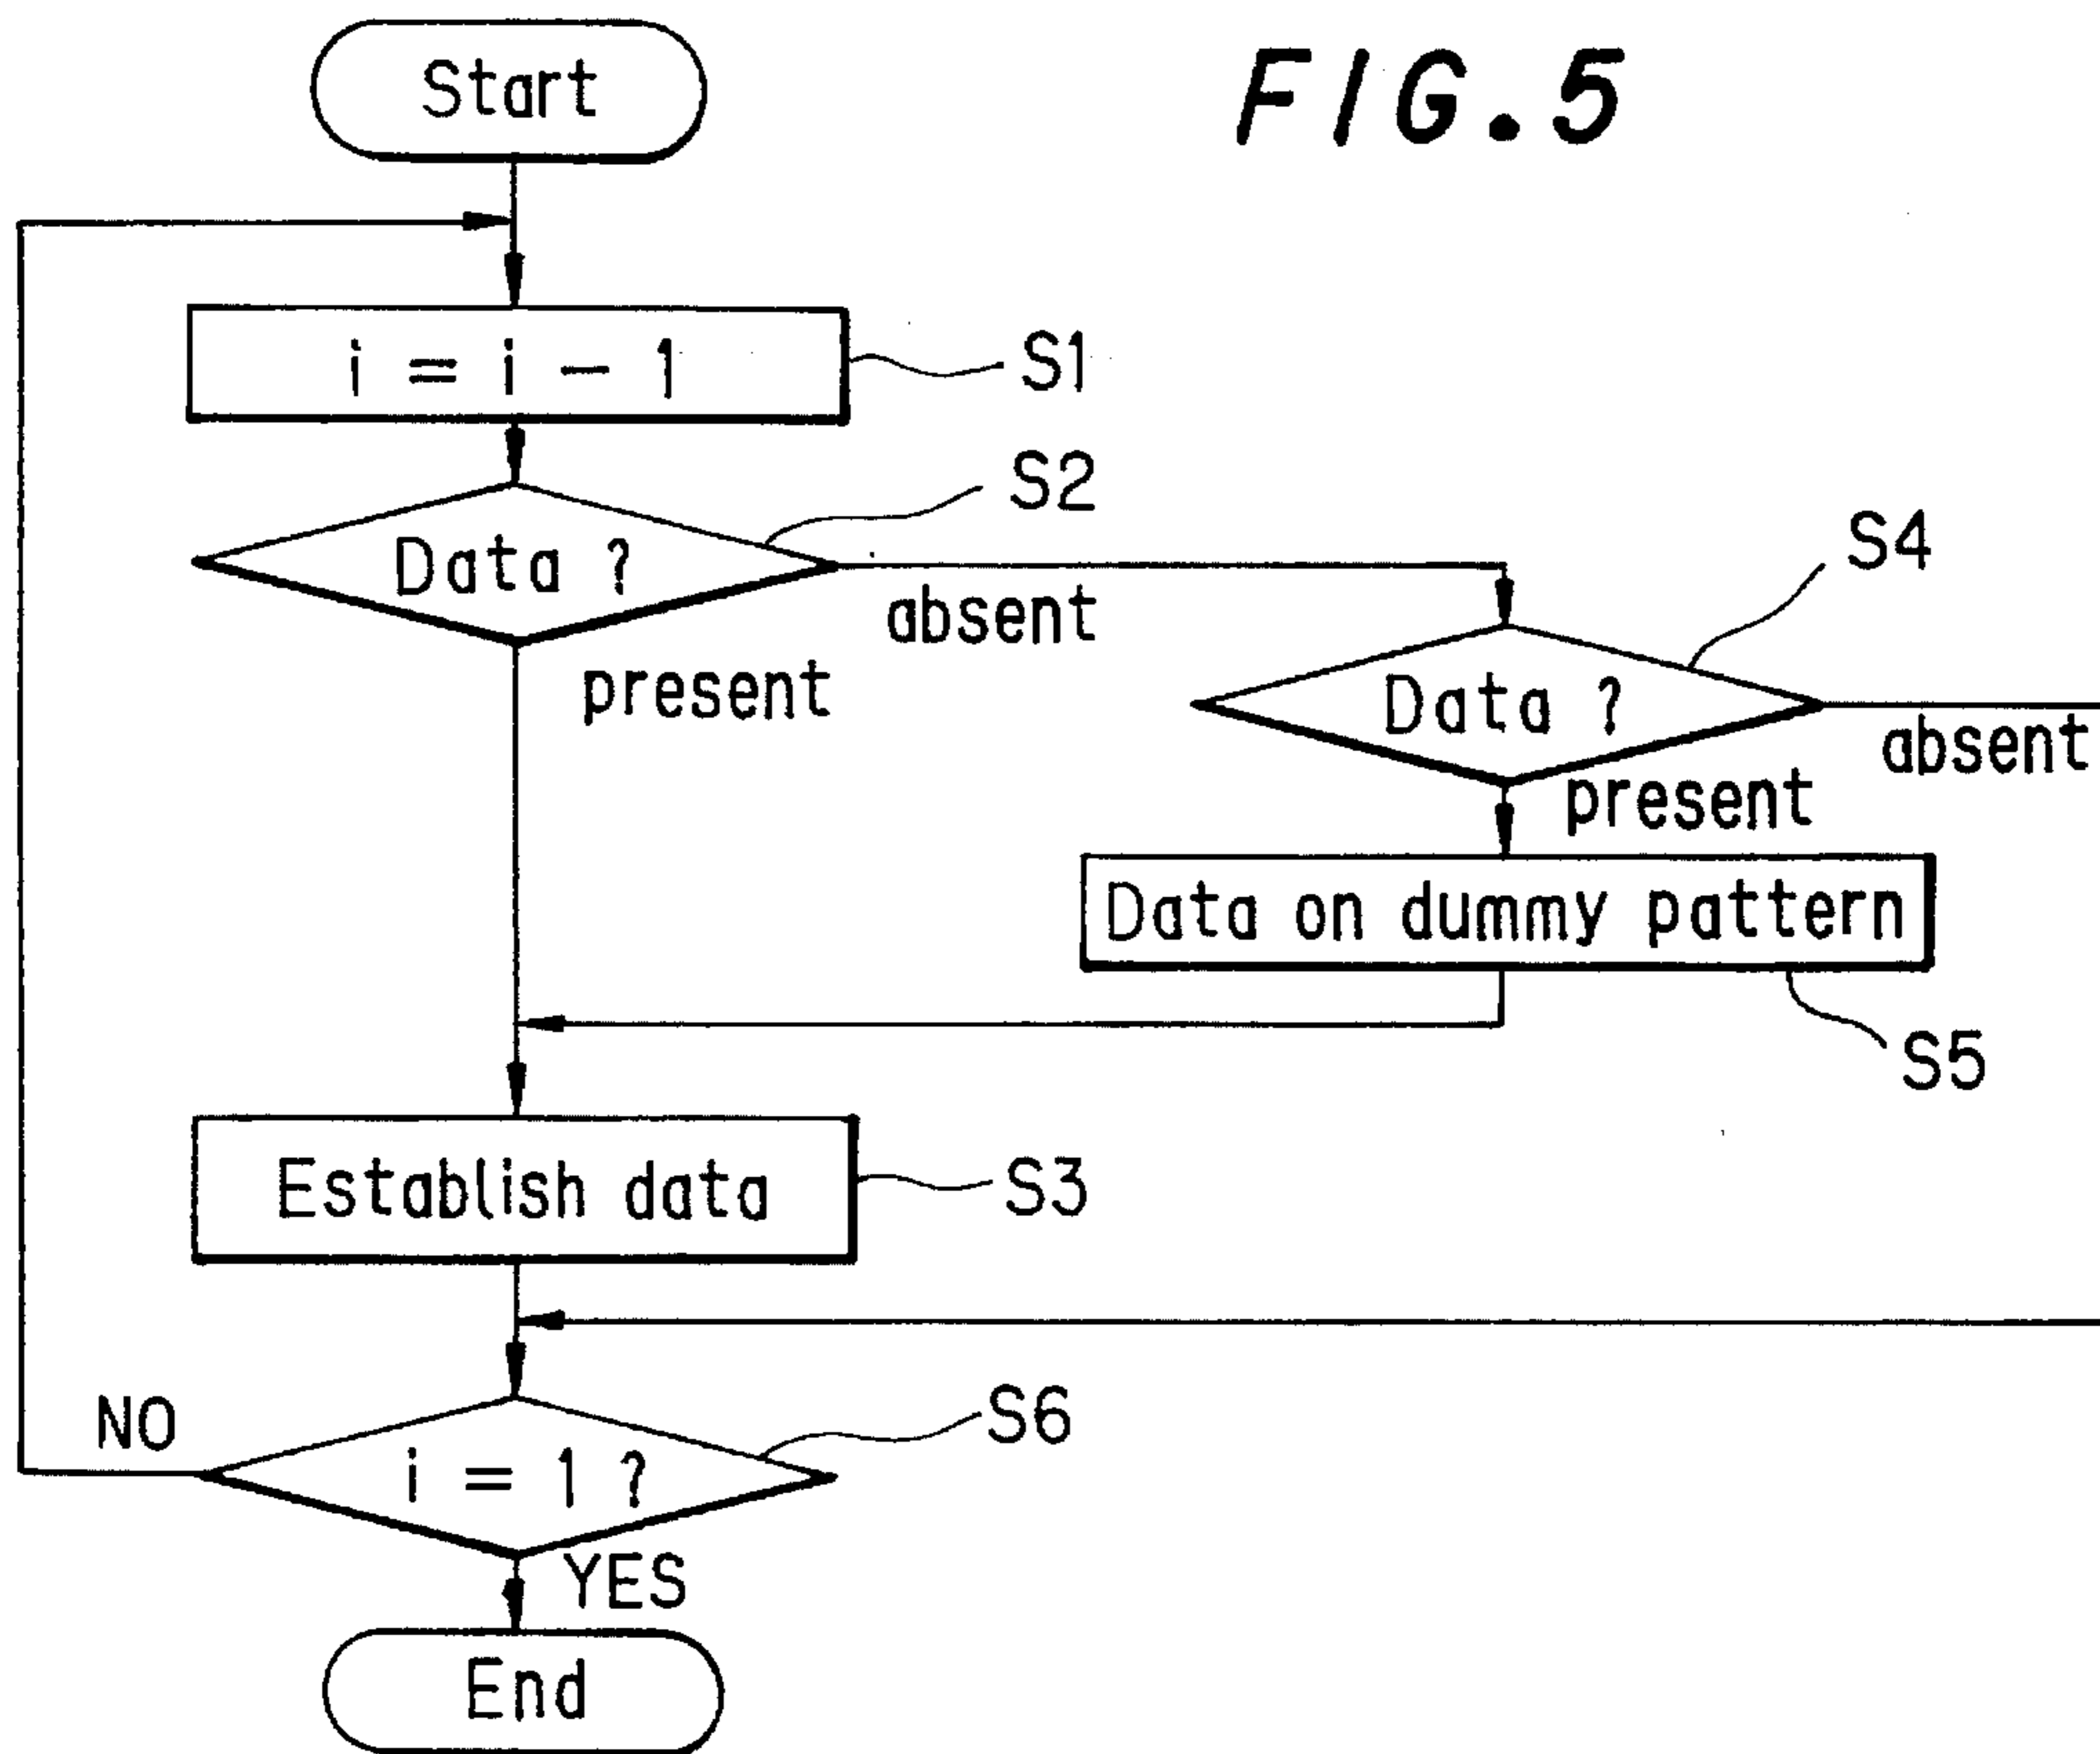 FIG.5
Start
i = i - 1
S1
S2
Data ?
absent
present
S4
Data ?
absent
present
Data on dummy pattern
S5
Establish data
S3
S6
NO
i = 1 ?
YES
End